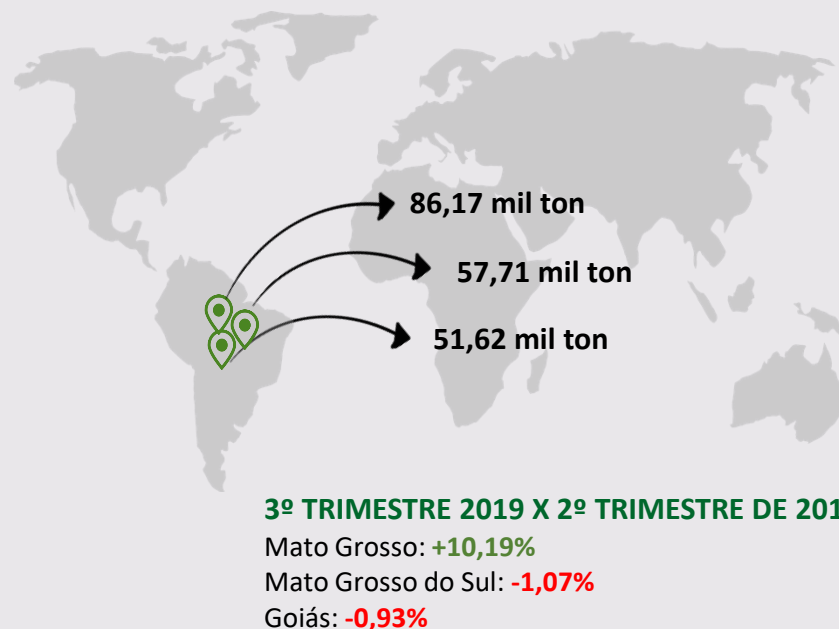 86,17 mil ton
57,71 mil ton
51,62 mil ton
3º TRIMESTRE 2019 X 2º TRIMESTRE DE 201
Mato Grosso: +10,19%
Mato Grosso do Sul: -1,07%
Goiás: -0,93%